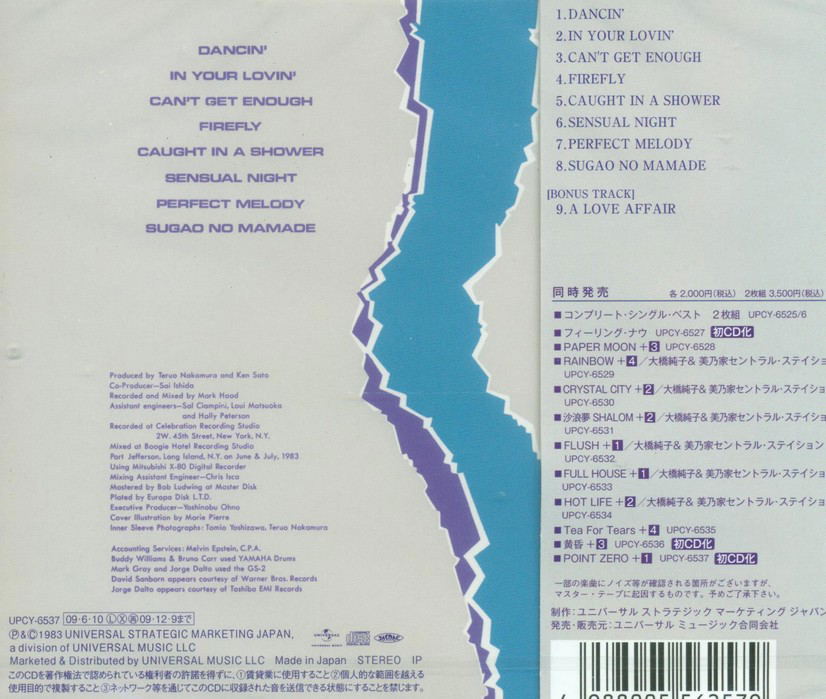 DANCIN'
IN YOUR LOVIN'
CAN'T GET ENOUGH
FIREFLY
CAUGHT IN A SHOWER
SENSUAL NIGHT
PERFECT MELODY
SUGAO NO MAMADE
Produced by Teruo Nakamura and Ken Sato
Co-Producer—Sai Ishida
Recorded and Mixed by Mark Hood
Assistant engineers—Sal Ciampini, Loui Matsuoka
and Holly Peterson
Recorded at Celebration Recording Studio
2W. 45th Street, New York, N.Y.
Mixed at Boogie Hotel Recording Studio
Port Jefferson, Long Island, N.Y. on June & July, 1983
Using Mitsubishi X-80 Digital Recorder
Mixing Assistant Engineer—Chris Isca
Mastered by Bob Ludwing at Master Disk
Plated by Europa Disk L.T.D.
Executive Producer—Yoshinobu Ohno
Cover Illustration by Marie Pierre
Inner Sleeve Photographs: Tomio Yoshizawa, Teruo Nakamura
Accounting Services: Melvin Epstein, C.P.A.
Buddy Williams & Bruno Carr used YAMAHA Drums
Mark Gray and Jorge Dalto used the GS-2
David Sanborn appears courtesy of Warner Bros. Records
Jorge Dalto appears courtesy of Toshiba EMI Records
UPCY-6537 09·6·10 Ⓛ Ⓧ ㊢ 09·12·9まで
Ⓟ&©1983 UNIVERSAL STRATEGIC MARKETING JAPAN,
a division of UNIVERSAL MUSIC LLC
Marketed & Distributed by UNIVERSAL MUSIC LLC Made in Japan STEREO IP
このCDを著作権法で認められている権利者の許諾を得ずに、①賃貸業に使用すること②個人的な範囲を越える
使用目的で複製すること③ネットワーク等を通じてこのCDに収録された音を送信できる状態にすることを禁じます。
1.DANCIN'
2.IN YOUR LOVIN'
3.CAN'T GET ENOUGH
4.FIREFLY
5.CAUGHT IN A SHOWER
6.SENSUAL NIGHT
7.PERFECT MELODY
8.SUGAO NO MAMADE
[BONUS TRACK]
9.A LOVE AFFAIR
同時発売 各2,000円(税込) 2枚組 3,500円(税込)
■コンプリート・シングル・ベスト 2枚組 UPCY-6525/6
■フィーリング・ナウ UPCY-6527 初CD化
■PAPER MOON +3 UPCY-6528
■RAINBOW +4／大橋純子& 美乃家セントラル・ステイショ
UPCY-6529
■CRYSTAL CITY +2／大橋純子& 美乃家セントラル・ステイショ
UPCY-6530
■沙浪夢 SHALOM +2／大橋純子& 美乃家セントラル・ステイショ
UPCY-6531
■FLUSH +1／大橋純子& 美乃家セントラル・ステイション
UPCY-6532
■FULL HOUSE +1／大橋純子& 美乃家セントラル・ステイショ
UPCY-6533
■HOT LIFE +2／大橋純子& 美乃家セントラル・ステイショ
UPCY-6534
■Tea For Tears +4 UPCY-6535
■黄昏 +3 UPCY-6536 初CD化
■POINT ZERO +1 UPCY-6537 初CD化
一部の楽曲にノイズ等が確認される箇所がございますが、
マスター・テープに起因するものです。予めご了承下さい。
制作：ユニバーサル ストラテジック マーケティング ジャパン
発売・販売元：ユニバーサル ミュージック合同会社